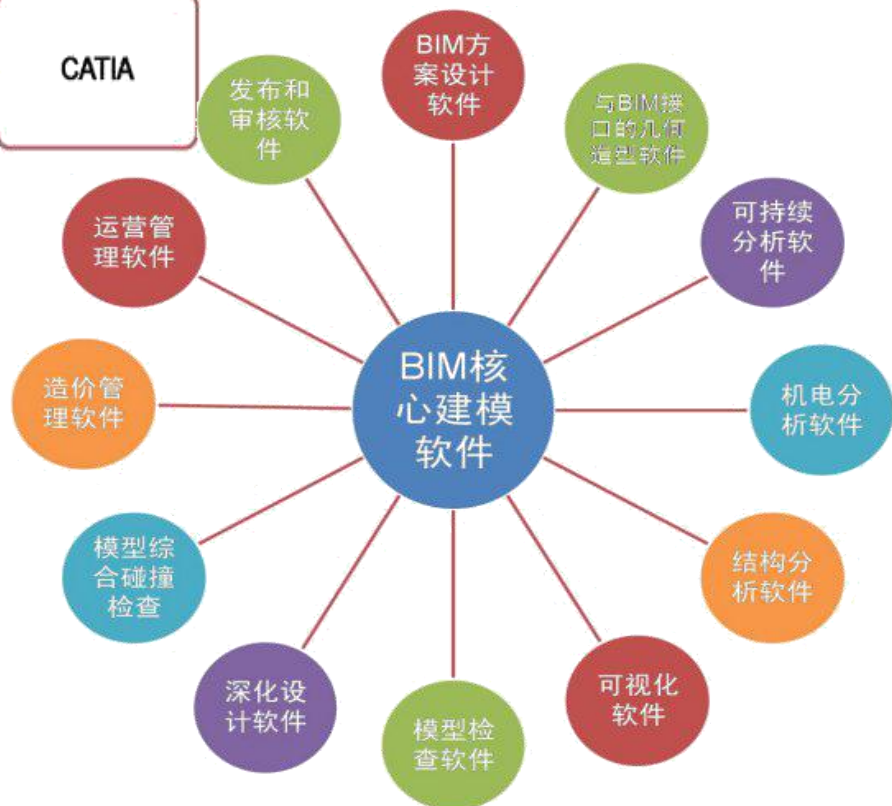 CATIA
BIM方
案设计
软件
发布和
审核软
件
与BIM接
口的几何
造型软件
运营管
理软件
可持续
分析软
件
BIM核
心建模
软件
造价管
理软件
机电分
析软件
模型综
合碰撞
检查
结构分
析软件
深化设
计软件
可视化
软件
模型检
查软件